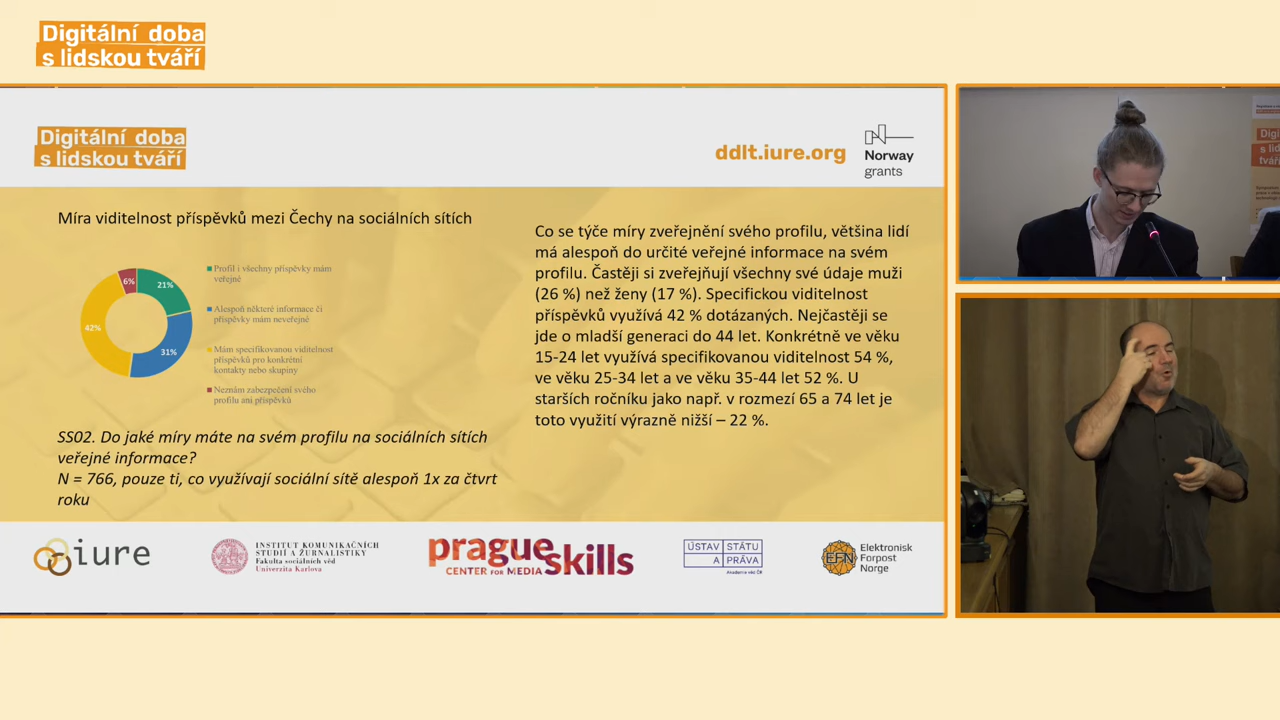 Digitální doba
s lidskou tváří
Digitální doba
s lidskou tváří
ddlt.iure.org
Norway
grants
Míra viditelnost příspěvků mezi Čechy na sociálních sítích
6%
21%
42%
31%
Profil i všechny příspěvky mám
veřejně
Alespoň některé informace či
příspěvky mám neveřejně
Mám specifikovanou viditelnost
příspěvků pro konkrétní
kontakty nebo skupiny
Neznám zabezpečení svého
profilu ani příspěvků
SS02. Do jaké míry máte na svém profilu na sociálních sítích
veřejné informace?
N = 766, pouze ti, co využívají sociální sítě alespoň 1x za čtvrt
roku
Co se týče míry zveřejnění svého profilu, většina lidí
má alespoň do určité veřejné informace na svém
profilu. Častěji si zveřejňují všechny své údaje muži
(26 %) než ženy (17 %). Specifickou viditelnost
příspěvků využívá 42 % dotázaných. Nejčastěji se
jde o mladší generaci do 44 let. Konkrétně ve věku
15-24 let využívá specifikovanou viditelnost 54 %,
ve věku 25-34 let a ve věku 35-44 let 52 %. U
starších ročníku jako např. v rozmezí 65 a 74 let je
toto využití výrazně nižší – 22 %.
iure
INSTITUT KOMUNIKAČNÍCH
STUDIÍ A ŽURNALISTIKY
Fakulta sociálních věd
Univerzita Karlova
prague skills
CENTER FOR MEDIA
ÚSTAV STÁTU
A PRÁVA
Akademie věd ČR
EFN
Elektronisk
Forpost
Norge